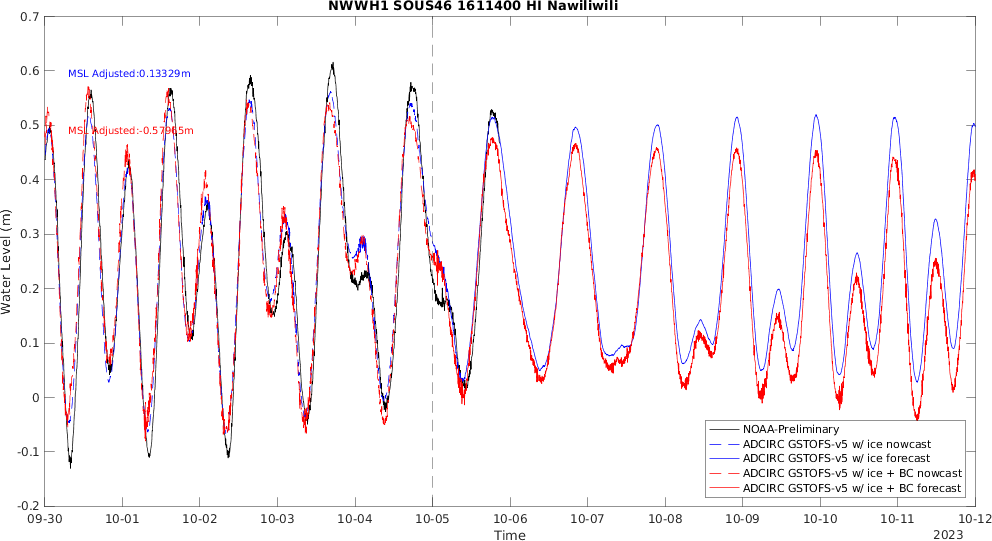 NWWH1 SOUS46 1611400 HI Nawiliwili
0.7
0.6
0.5
0.4
0.3
0.2
0.1
0
-0.1
-0.2
Water Level (m)
MSL Adjusted:0.13329m
MSL Adjusted:-0.57965m
NOAA-Preliminary
ADCIRC GSTOFS-v5 w/ ice nowcast
ADCIRC GSTOFS-v5 w/ ice forecast
ADCIRC GSTOFS-v5 w/ ice + BC nowcast
ADCIRC GSTOFS-v5 w/ ice + BC forecast
09-30 10-01 10-02 10-03 10-04 10-05 10-06 10-07 10-08 10-09 10-10 10-11 10-12
Time
2023